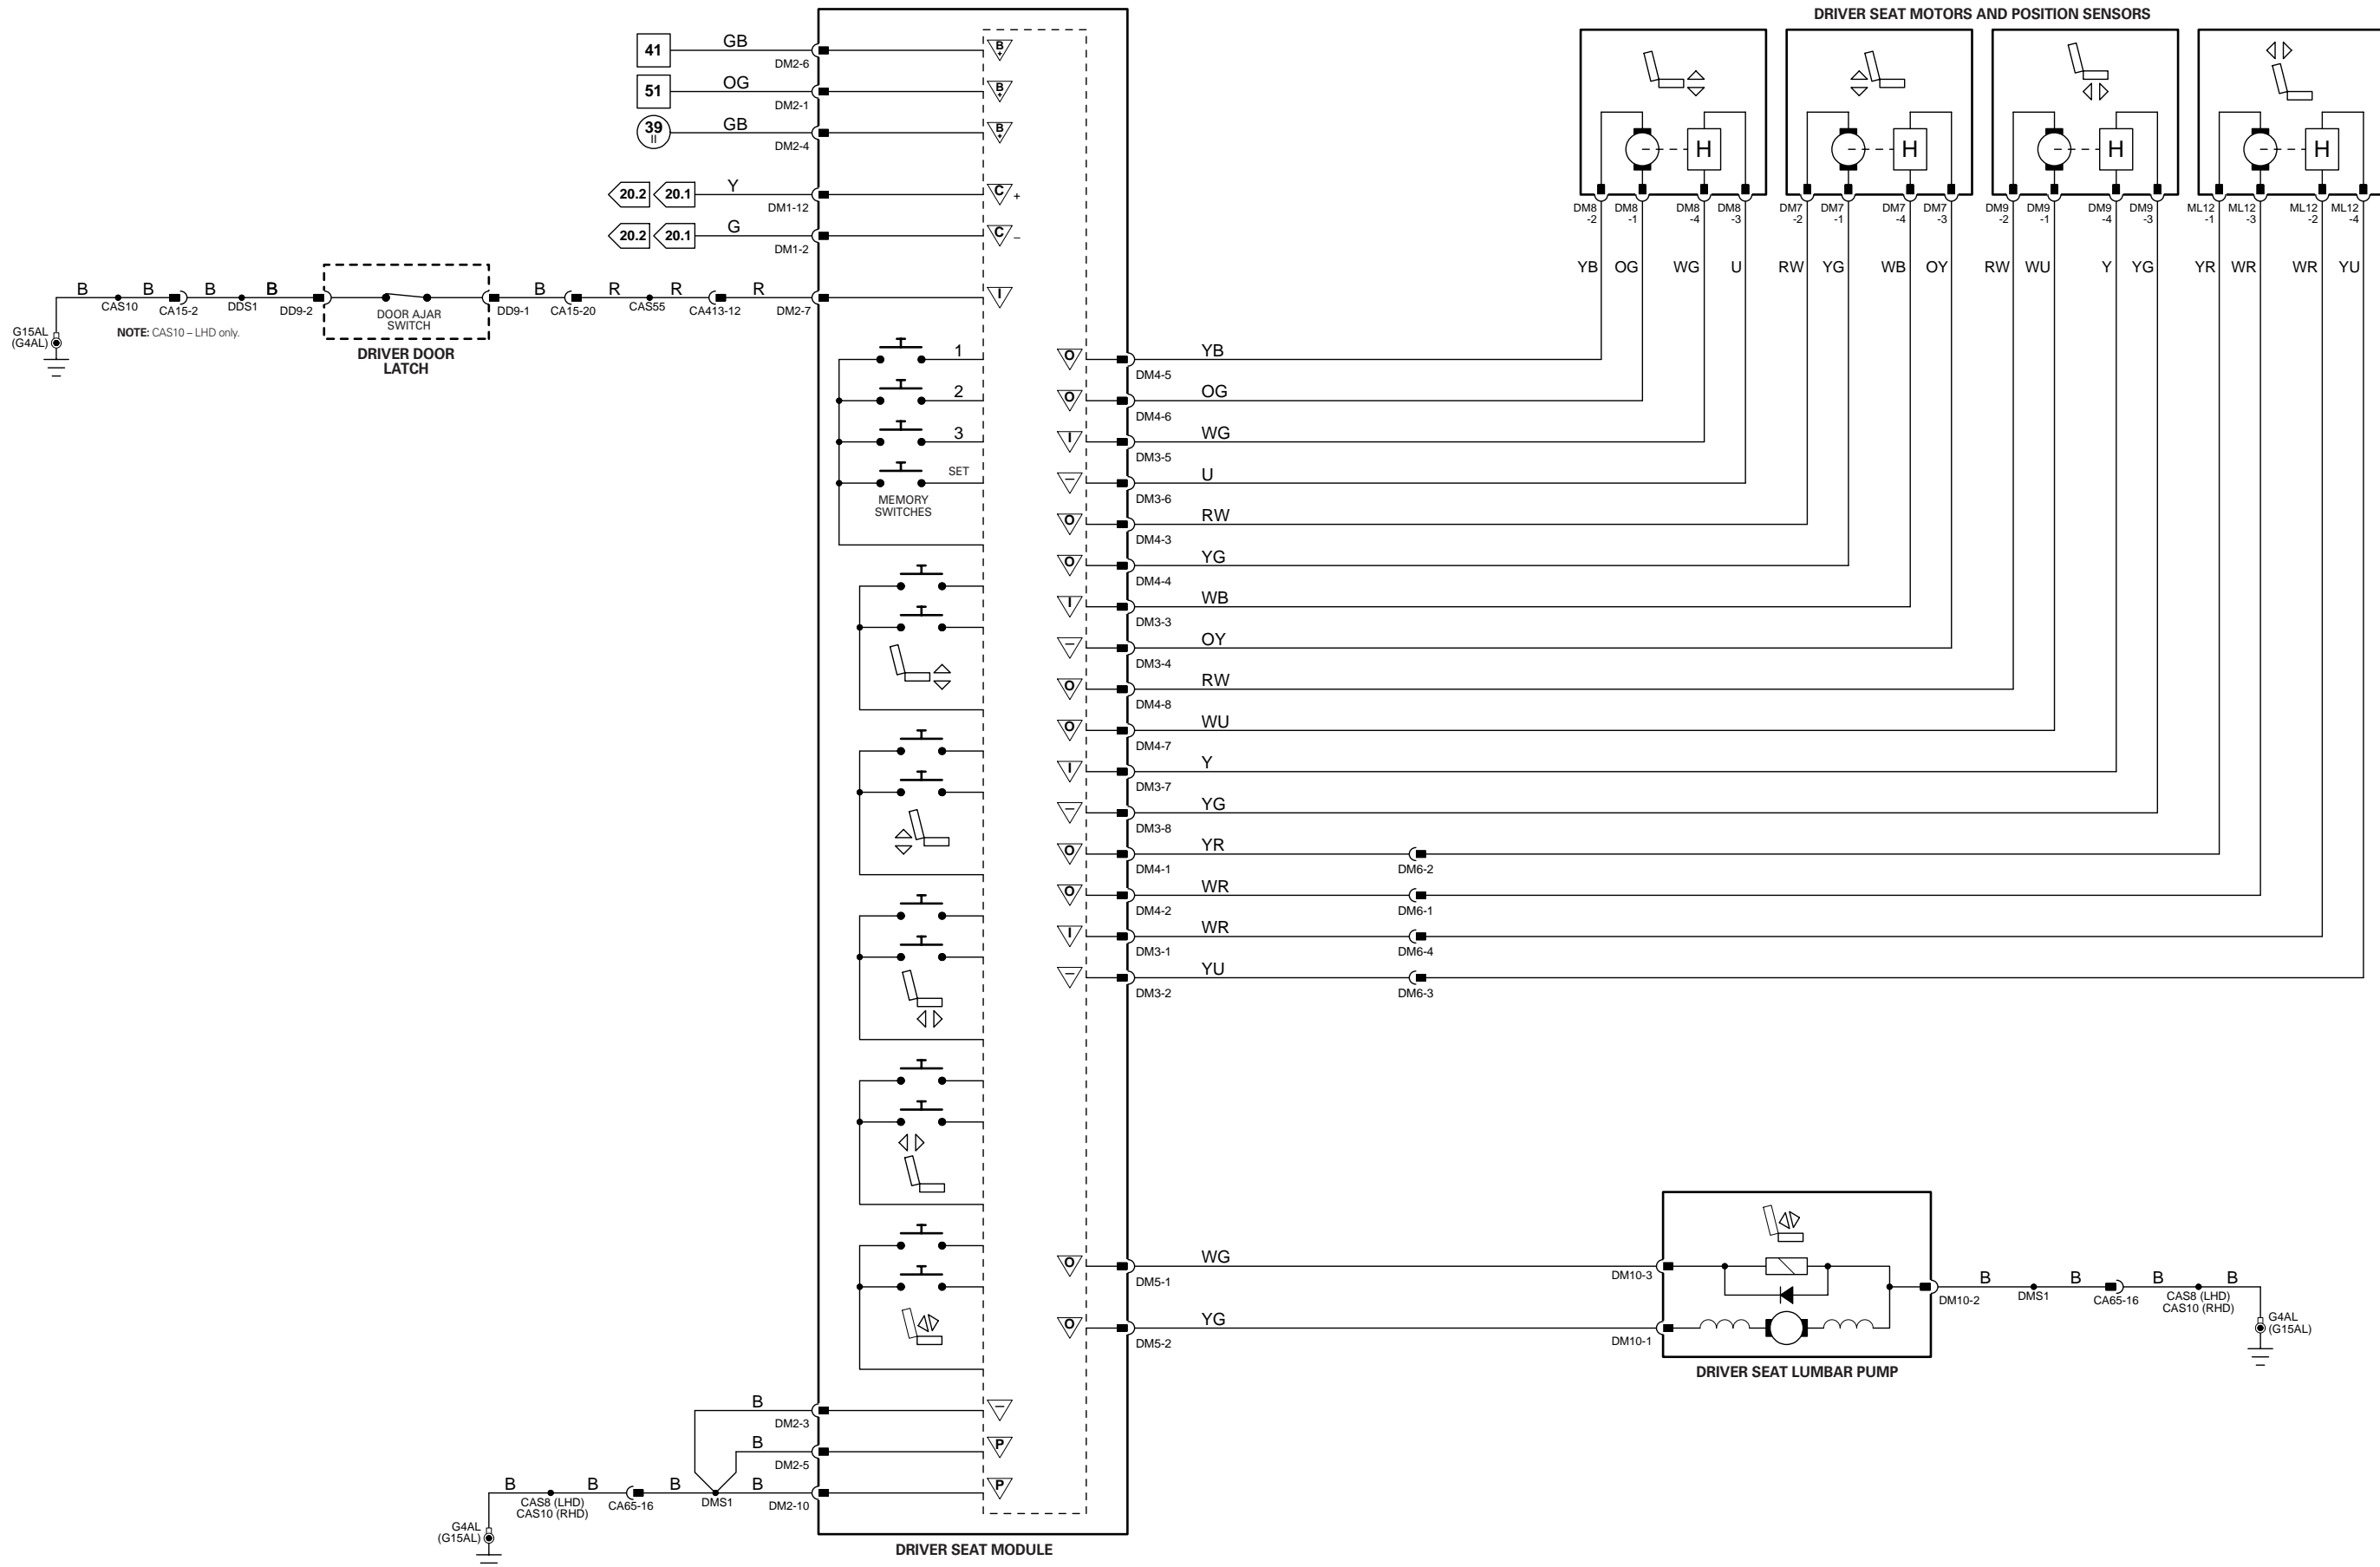 DRIVER SEAT MOTORS AND POSITION SENSORS
41 GB DM2-6 B+
51 OG DM2-1 B+
39 II GB DM2-4 B+
20.2 20.1 Y DM1-12 C +
20.2 20.1 G DM1-2 C –
H H H H
DM8 -2 DM8 -1 DM8 -4 DM8 -3 DM7 -2 DM7 -1 DM7 -4 DM7 -3 DM9 -2 DM9 -1 DM9 -4 DM9 -3 ML12 -1 ML12 -3 ML12 -2 ML12 -4
YB OG WG U RW YG WB OY RW WU Y YG YR WR WR YU
B CAS10 B CA15-2 B DDS1 B DD9-2 DD9-1 B CA15-20 R CAS55 R CA413-12 R DM2-7 I
DOOR AJAR
SWITCH
G15AL
(G4AL)
NOTE: CAS10 – LHD only.
DRIVER DOOR
LATCH
1
2
3
SET
MEMORY
SWITCHES
O DM4-5 YB
O DM4-6 OG
I DM3-5 WG
– DM3-6 U
O DM4-3 RW
O DM4-4 YG
I DM3-3 WB
– DM3-4 OY
O DM4-8 RW
O DM4-7 WU
I DM3-7 Y
– DM3-8 YG
O DM4-1 YR DM6-2
O DM4-2 WR DM6-1
I DM3-1 WR DM6-4
– DM3-2 YU DM6-3
O DM5-1 WG DM10-3
O DM5-2 YG DM10-1
DM10-2 B DMS1 B CA65-16 B CAS8 (LHD) B
CAS10 (RHD)
G4AL
(G15AL)
DRIVER SEAT LUMBAR PUMP
B DM2-3 –
B DM2-5 P
B CAS8 (LHD) B CA65-16 B DMS1 B DM2-10 P
CAS10 (RHD)
G4AL
(G15AL)
DRIVER SEAT MODULE